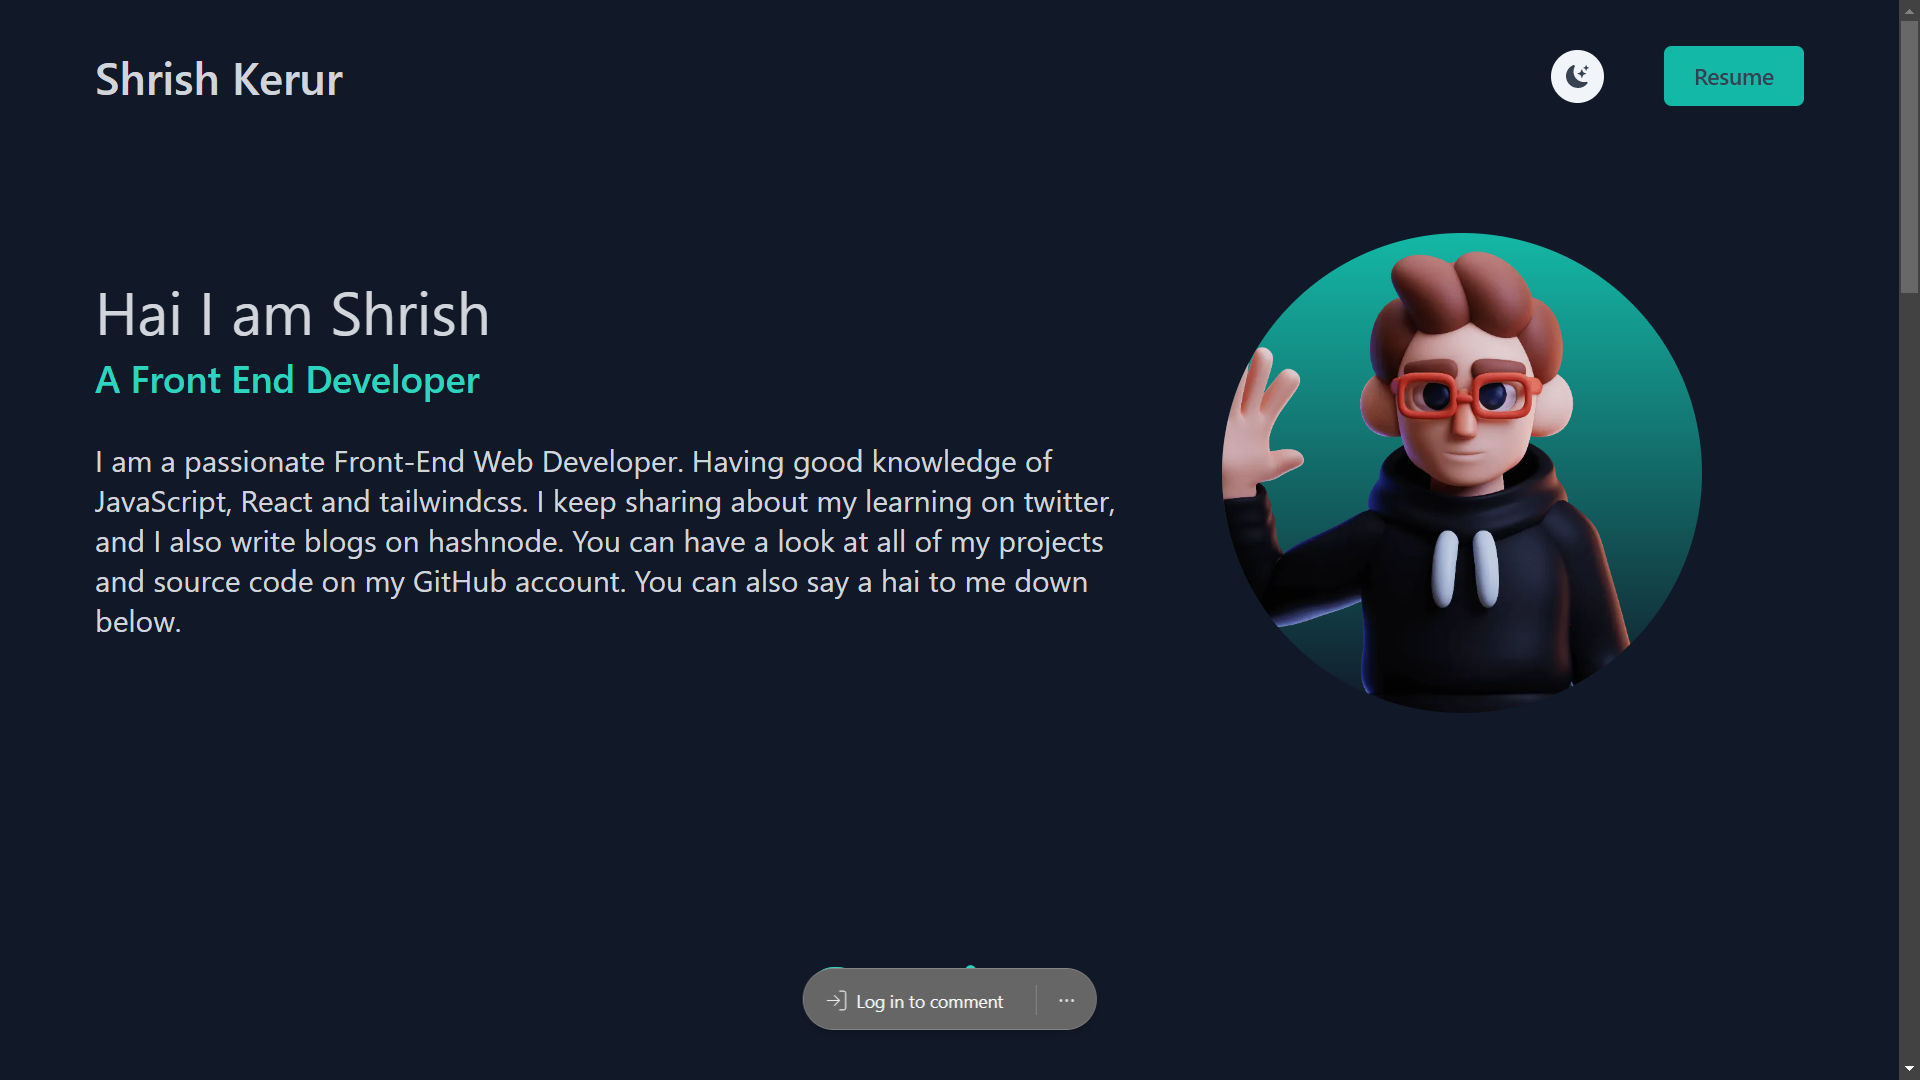 Shrish Kerur
Resume
Hai I am Shrish
A Front End Developer
I am a passionate Front-End Web Developer. Having good knowledge of
JavaScript, React and tailwindcss. I keep sharing about my learning on twitter,
and I also write blogs on hashnode. You can have a look at all of my projects
and source code on my GitHub account. You can also say a hai to me down
below.
Log in to comment